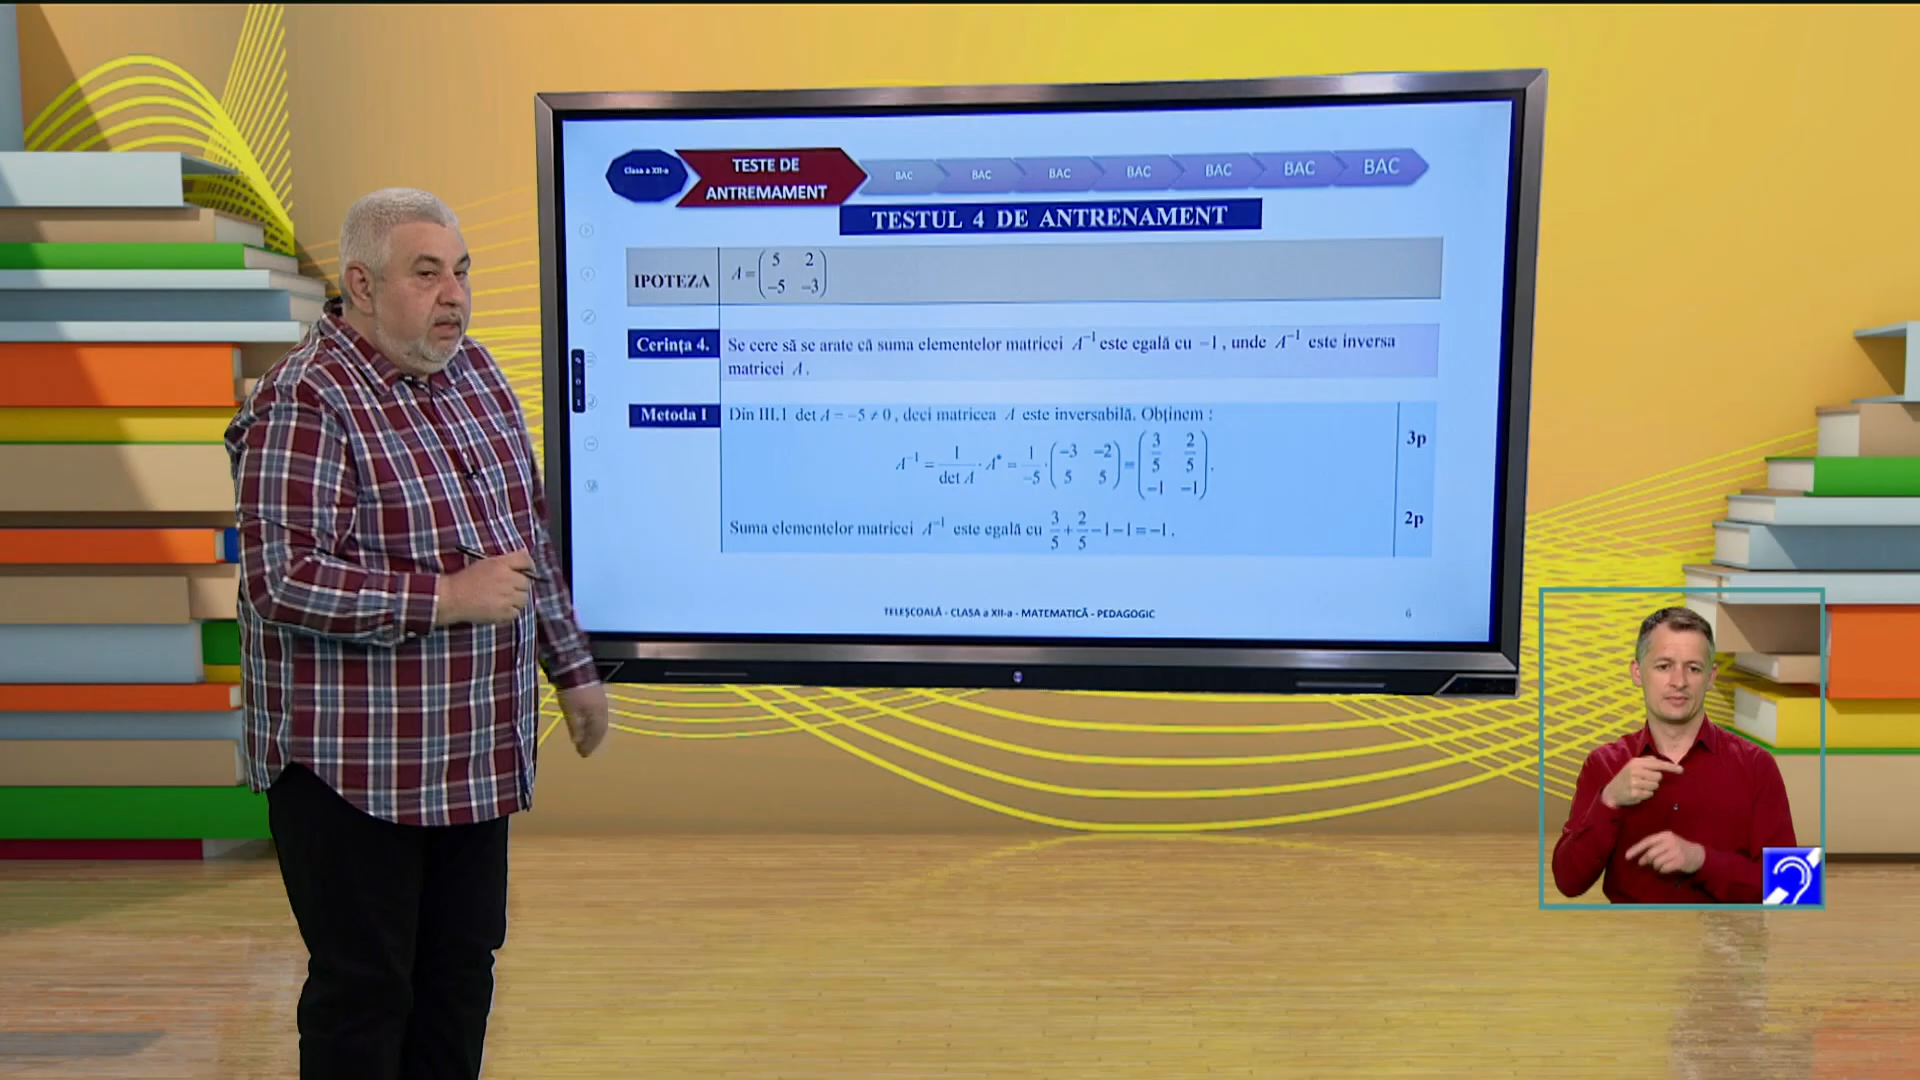 Clasa a XII-a
TESTE DE
ANTREMAMENT
BAC BAC BAC BAC BAC BAC BAC
TESTUL 4 DE ANTRENAMENT
IPOTEZA
A = ( 5 2 )
( −5 −3 )
Cerința 4.
Se cere să se arate că suma elementelor matricei A⁻¹ este egală cu −1, unde A⁻¹ este inversa
matricei A.
Metoda I
Din III.1 det A = −5 ≠ 0, deci matricea A este inversabilă. Obținem :
3p
A⁻¹ = 1/det A · A* = 1/−5 · ( −3 −2 ; 5 5 ) = ( 3/5 2/5 ; −1 −1 ).
Suma elementelor matricei A⁻¹ este egală cu 3/5 + 2/5 −1−1 = −1.
2p
TELEȘCOALĂ - CLASA a XII-a - MATEMATICĂ - PEDAGOGIC
6